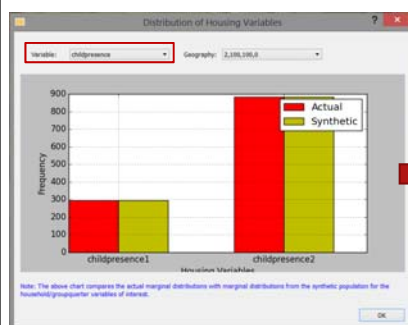 Distribution of Housing Variables
?
×
Variable: childpresence
Geography: 2,100,100,0
900
800
700
600
500
400
300
200
100
0
Frequency
Actual
Synthetic
childpresence1
childpresence2
Housing Variables
Note: The above chart compares the actual marginal distributions with marginal distributions from the synthetic population for the
household/groupquarter variables of interest.
OK